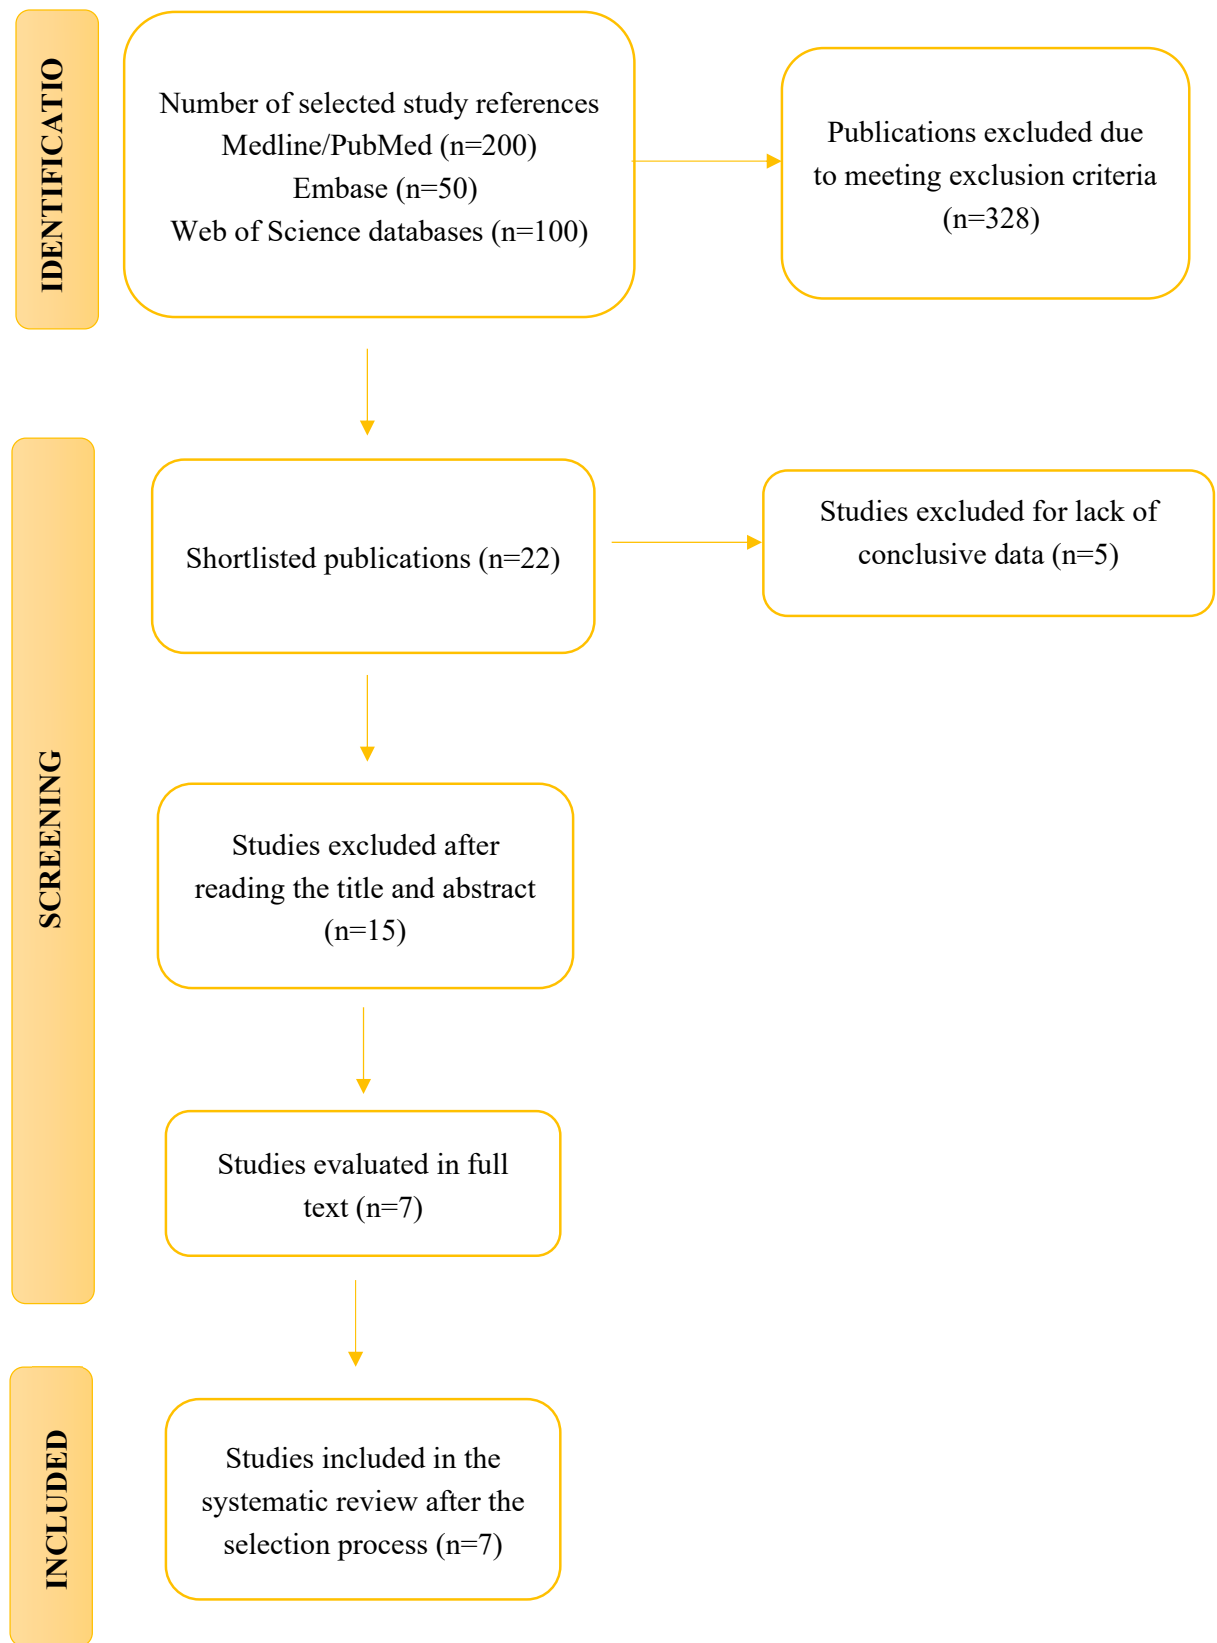 IDENTIFICATIO
Number of selected study references
Medline/PubMed (n=200)
Embase (n=50)
Web of Science databases (n=100)
Publications excluded due
to meeting exclusion criteria
(n=328)
SCREENING
Shortlisted publications (n=22)
Studies excluded for lack of
conclusive data (n=5)
Studies excluded after
reading the title and abstract
(n=15)
Studies evaluated in full
text (n=7)
INCLUDED
Studies included in the
systematic review after the
selection process (n=7)